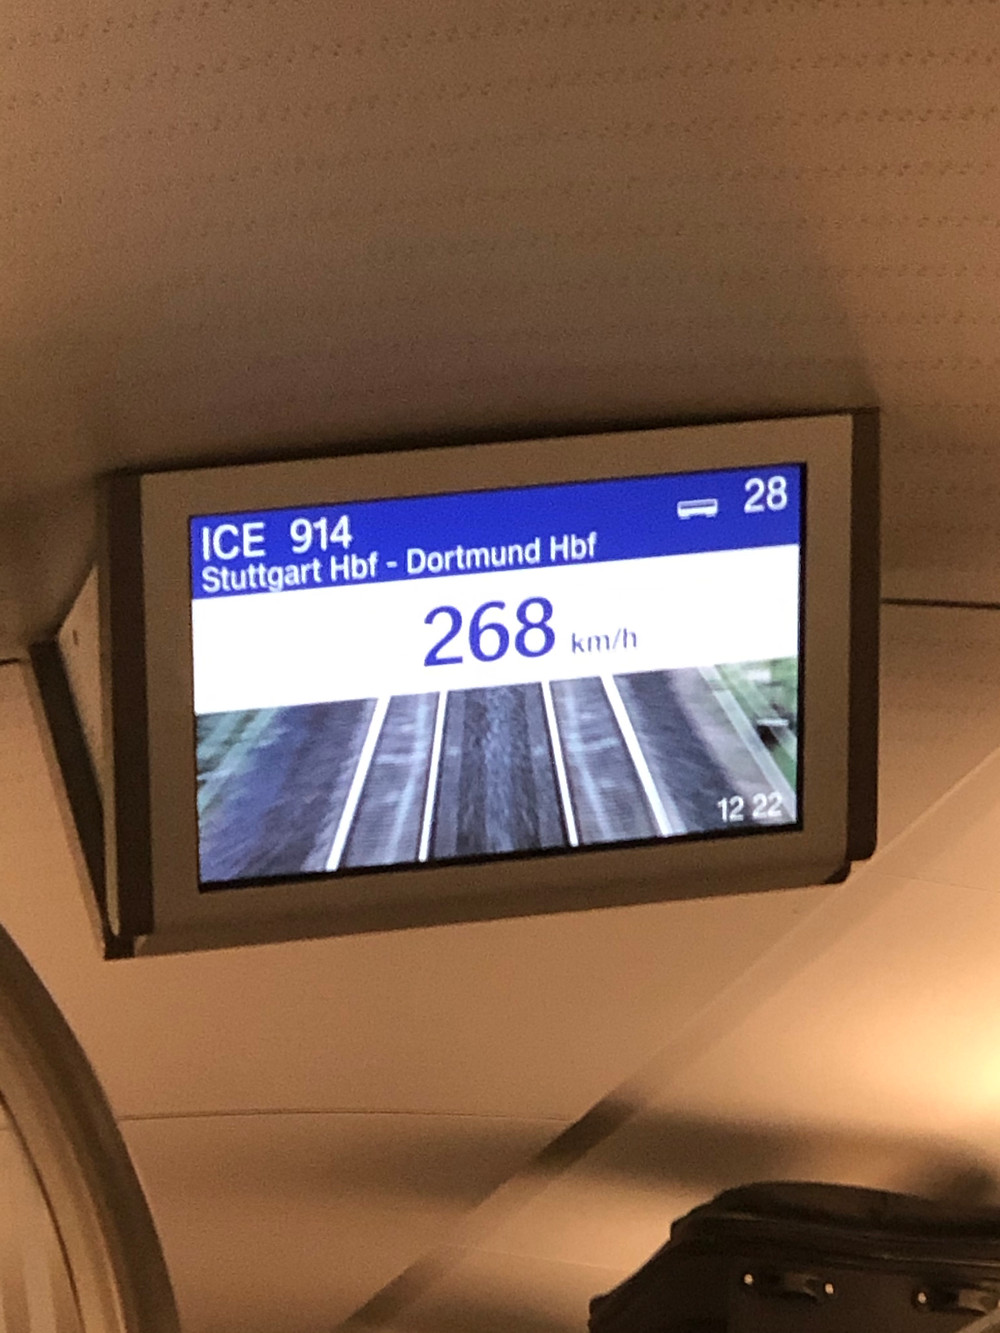 ICE 914
28
Stuttgart Hbf - Dortmund Hbf
268 km/h
12 22